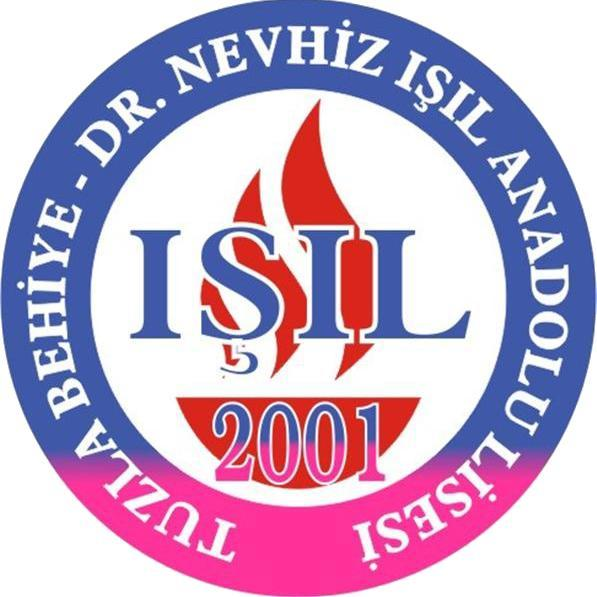 TUZLA BEHİYE - DR. NEVHİZ IŞIL ANADOLU LİSESİ
IŞIL
2001